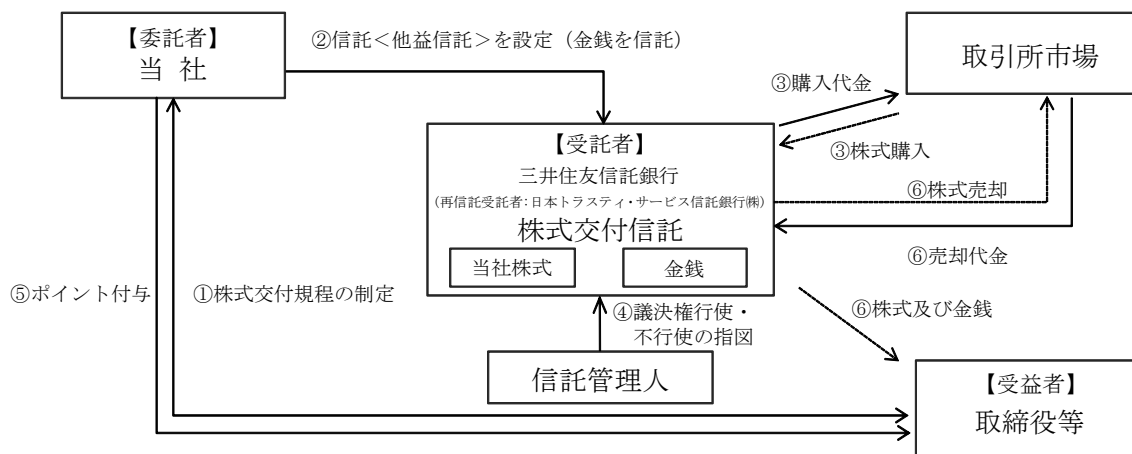 【委託者】
当 社
②信託＜他益信託＞を設定（金銭を信託）
取引所市場
③購入代金
③株式購入
【受託者】
三井住友信託銀行
(再信託受託者：日本トラスティ・サービス信託銀行㈱)
株式交付信託
当社株式
金銭
⑥株式売却
⑥売却代金
⑤ポイント付与
①株式交付規程の制定
④議決権行使・
不行使の指図
⑥株式及び金銭
信託管理人
【受益者】
取締役等